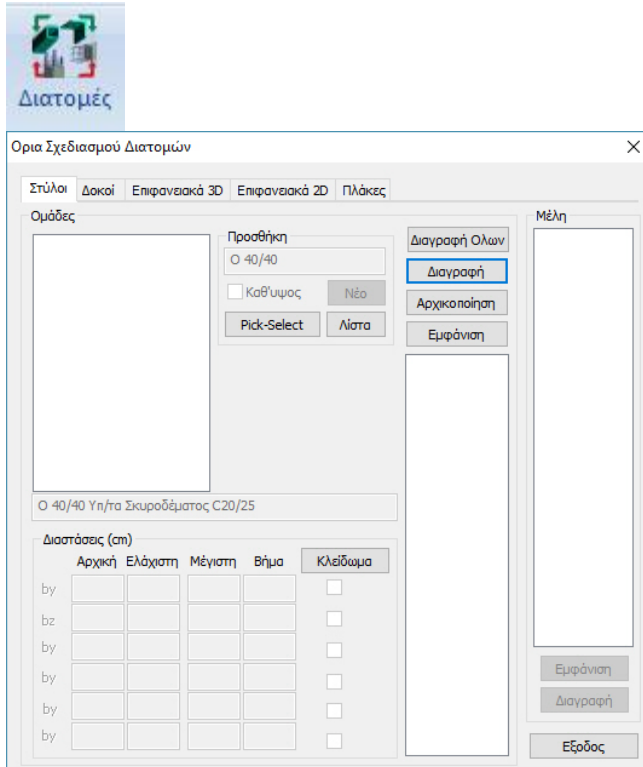 Διατομές
Ορια Σχεδιασμού Διατομών
Στύλοι Δοκοί Επιφανειακά 3D Επιφανειακά 2D Πλάκες
Ομάδες
Προσθήκη
Ο 40/40
Καθ'υψος Νέο
Pick-Select Λίστα
Διαγραφή Ολων
Διαγραφή
Αρχικοποίηση
Εμφάνιση
Ο 40/40 Υπ/τα Σκυροδέματος C20/25
Διαστάσεις (cm)
Αρχική Ελάχιστη Μέγιστη Βήμα Κλείδωμα
by
bz
by
by
by
by
Μέλη
Εμφάνιση
Διαγραφή
Εξοδος